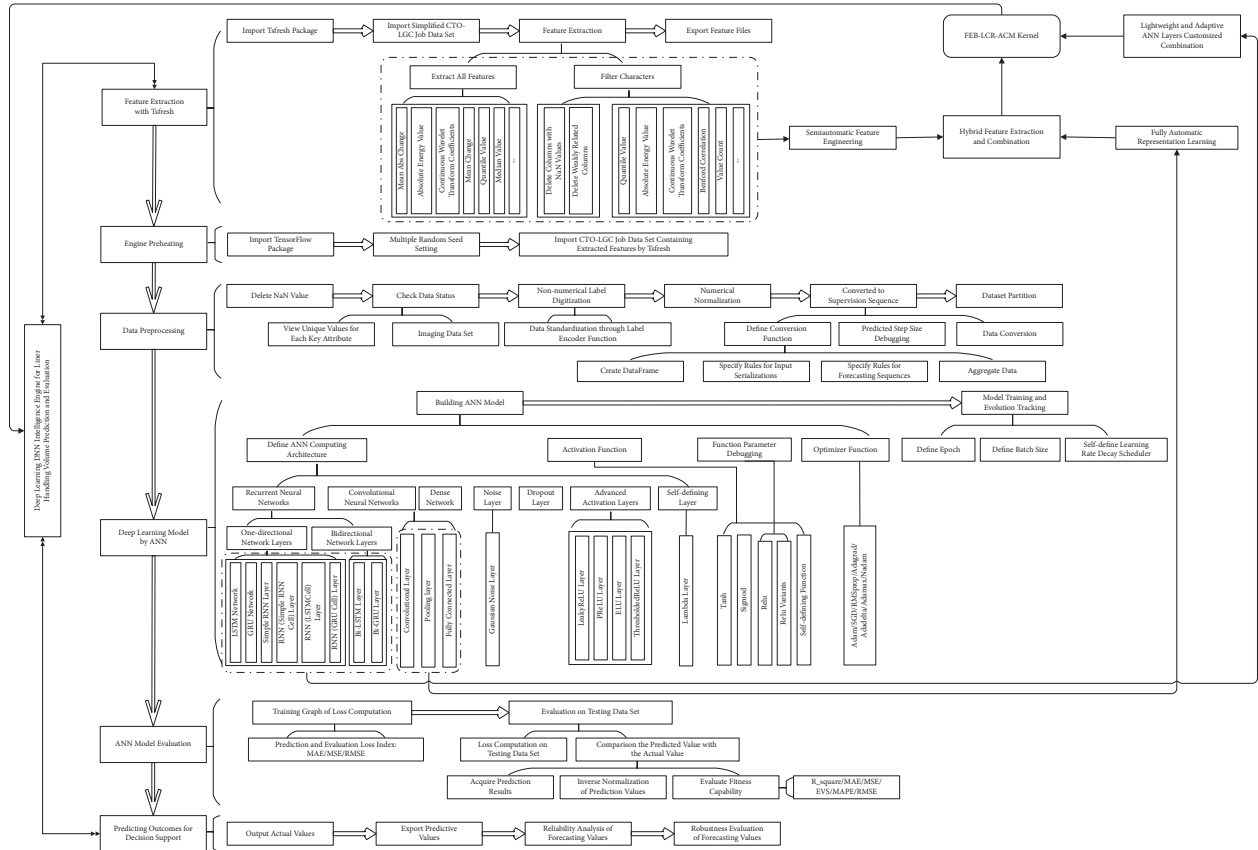 Import Tsfresh Package
Import Simplified CTO-
LGC Job Data Set
Feature Extraction
Export Feature Files
FEB-LCR-ACM Kernel
Lightweight and Adaptive
ANN Layers Customized
Combination
Extract All Features
Filter Characters
Feature Extraction
with Tsfresh
Mean Abs Change
Absolute Energy Value
Continuous Wavelet
Transform Coefficients
Mean Change
Quantile Value
Median Value
...
Delete Columns with
NaN Values
Delete Weakly Related
Columns
Quantile Value
Absolute Energy Value
Continuous Wavelet
Transform Coefficients
Benford Correlation
Value Count
...
Semiautomatic Feature
Engineering
Hybrid Feature Extraction
and Combination
Fully Automatic
Representation Learning
Engine Preheating
Import TensorFlow
Package
Multiple Random Seed
Setting
Import CTO-LGC Job Data Set Containing
Extracted Features by Tsfresh
Data Preprocessing
Delete NaN Value
Check Data Status
Non-numerical Label
Digitization
Numerical
Normalization
Converted to
Supervision Sequence
Dataset Partition
View Unique Values for
Each Key Attribute
Imaging Data Set
Data Standardization through Label
Encoder Function
Define Conversion
Function
Predicted Step Size
Debugging
Data Conversion
Create DataFrame
Specify Rules for Input
Serializations
Specify Rules for
Forecasting Sequences
Aggregate Data
Deep Learning DNN Intelligence Engine for Liner
Handling Volume Prediction and Evaluation
Building ANN Model
Model Training and
Evolution Tracking
Define ANN Computing
Architecture
Activation Function
Function Parameter
Debugging
Optimizer Function
Define Epoch
Define Batch Size
Self-define Learning
Rate Decay Scheduler
Recurrent Neural
Networks
Convolutional
Neural Networks
Dense
Network
Noise
Layer
Dropout
Layer
Advanced
Activation Layers
Self-defining
Layer
Deep Learning Model
by ANN
One-directional
Network Layers
Bidirectional
Network Layers
LSTM Network
GRU Network
Simple RNN Layer
RNN (Simple RNN
Cell) Layer
RNN (LSTMCell)
Layer
RNN (GRU Cell) Layer
Bi-LSTM Layer
Bi-GRU Layer
Convolutional Layer
Pooling layer
Fully Connected Layer
Gaussian Noise Layer
LeakyReLU Layer
PReLU Layer
ELU Layer
ThresholdedReLU Layer
Lambda Layer
Tanh
Sigmod
Relu
Relu Variants
Self-defining Function
Adam/SGD/RMSprop/Adagrad/
Adadelta/Adamax/Nadam
ANN Model Evaluation
Training Graph of Loss Computation
Evaluation on Testing Data Set
Prediction and Evaluation Loss Index:
MAE/MSE/RMSE
Loss Computation on
Testing Data Set
Comparison the Predicted Value with
the Actual Value
Acquire Prediction
Results
Inverse Normalization
of Prediction Values
Evaluate Fitness
Capability
R_square/MAE/MSE/
EVS/MAPE/RMSE
Predicting Outcomes for
Decision Support
Output Actual Values
Export Predictive
Values
Reliability Analysis of
Forecasting Values
Robustness Evaluation
of Forecasting Values